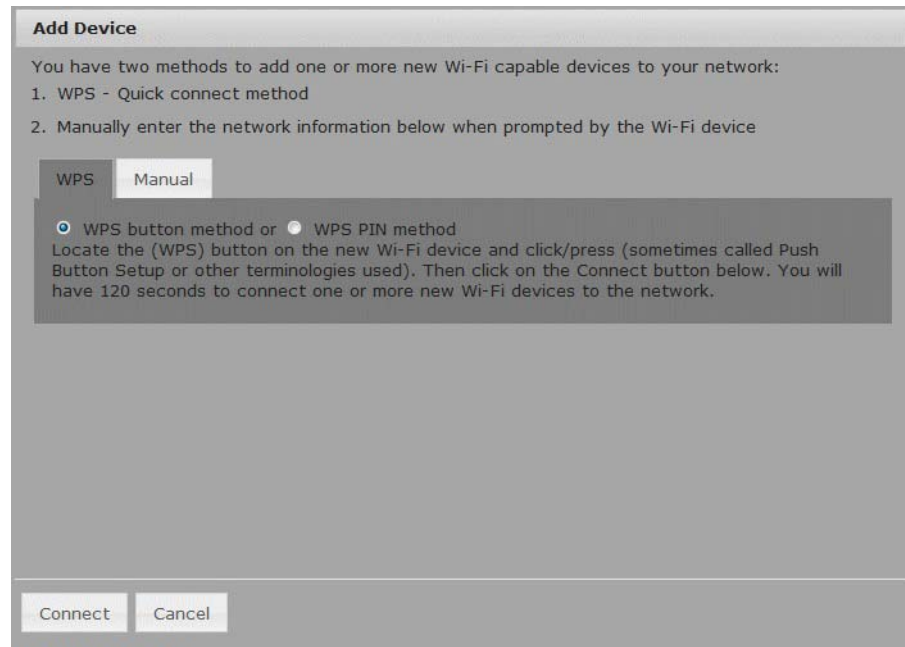 Add Device
You have two methods to add one or more new Wi-Fi capable devices to your network:
1. WPS - Quick connect method
2. Manually enter the network information below when prompted by the Wi-Fi device
WPS Manual
WPS button method or WPS PIN method
Locate the (WPS) button on the new Wi-Fi device and click/press (sometimes called Push
Button Setup or other terminologies used). Then click on the Connect button below. You will
have 120 seconds to connect one or more new Wi-Fi devices to the network.
Connect Cancel